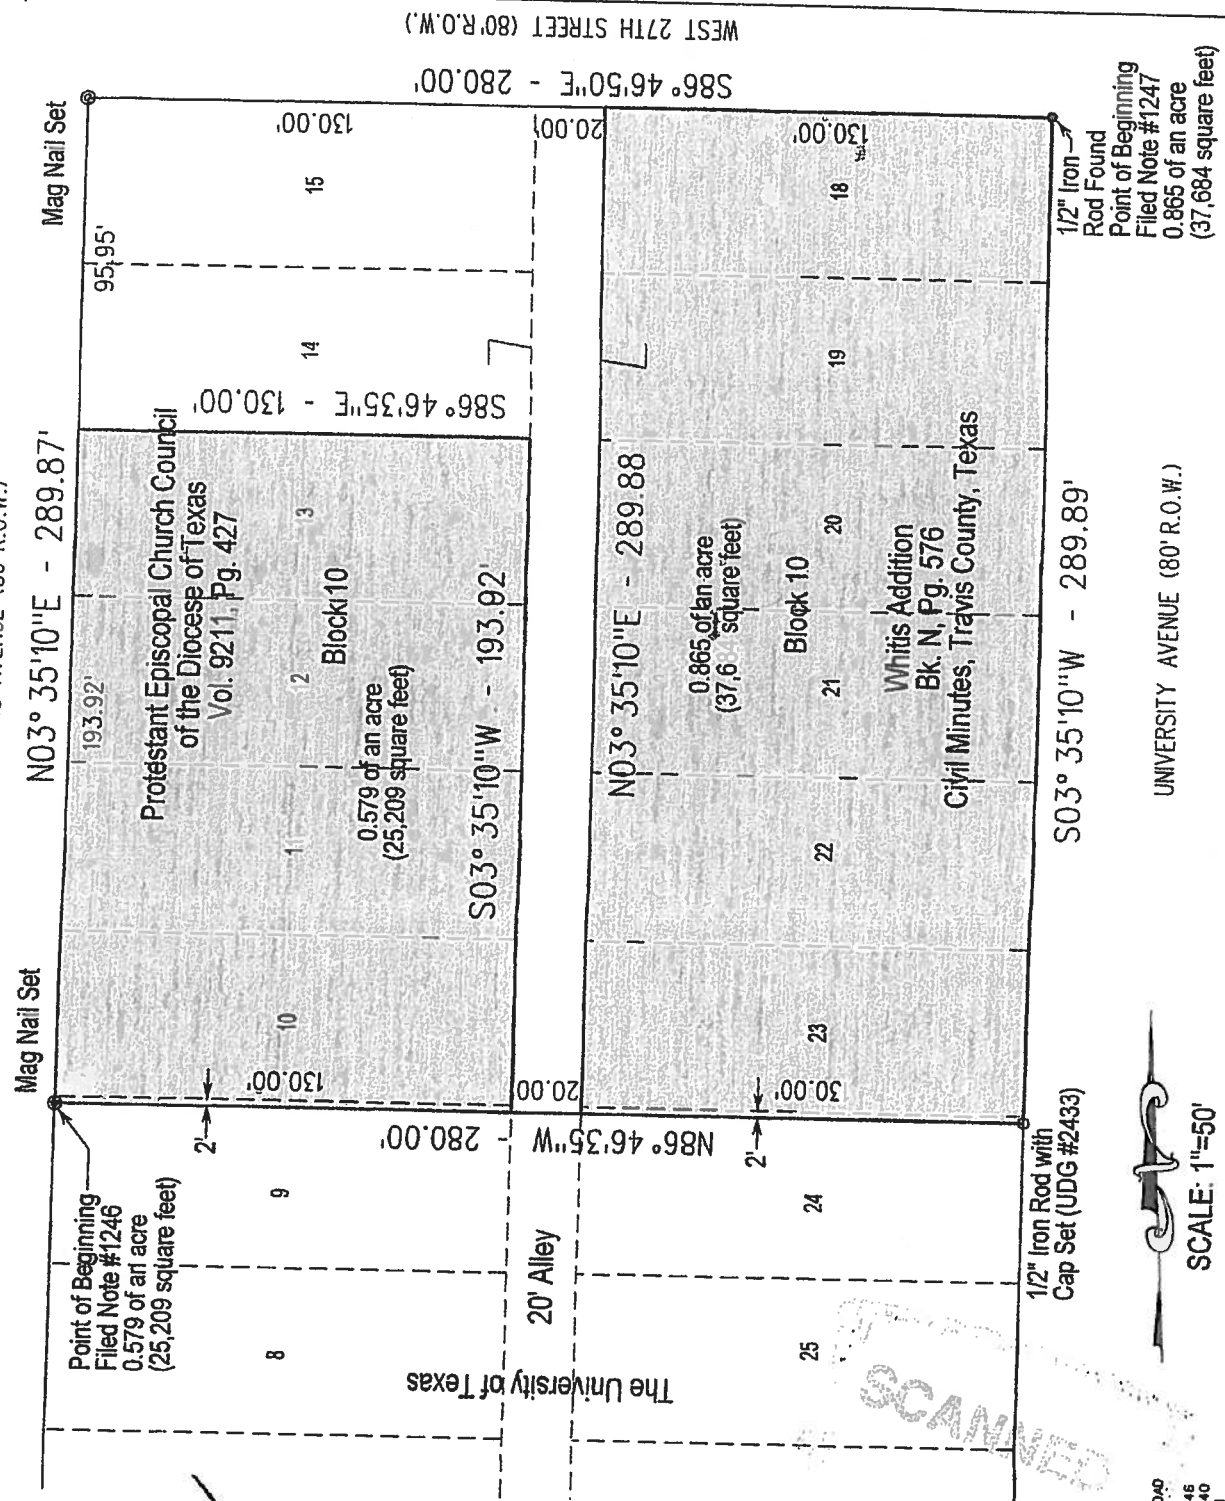 WEST 27TH STREET (80'R.O.W.)
S86°46'50"E - 280.00'
Mag Nail Set
130.00'
15
95.95'
20.00'
130.00'
18
1/2" Iron
Rod Found
Point of Beginning
Filed Note #1247
0.865 of an acre
(37,684 square feet)
14
S86°46'35"E - 130.00'
19
N03°35'10"E - 289.87'
193.92'
Protestant Episcopal Church Council
of the Diocese of Texas
Vol. 9211, Pg. 427
13
12
Block 10
0.579 of an acre
(25,209 square feet)
S03°35'10"W - 193.92'
11
10
N03°35'10"E - 289.88
0.865 of an acre
square feet)
Block 10
20
21
Whitis Addition
Bk. N, Pg. 576
Civil Minutes, Travis County, Texas
22
23
S03°35'10"W - 289.89'
UNIVERSITY AVENUE (80' R.O.W.)
Mag Nail Set
130.00'
20.00
30.00'
2'
N86°46'35"W - 280.00'
2'
Point of Beginning
Filed Note #1246
0.579 of an acre
(25,209 square feet)
9
8
20' Alley
24
25
The University of Texas
1/2" Iron Rod with
Cap Set (UDG #2433)
SCALE: 1"=50'
SCANNED